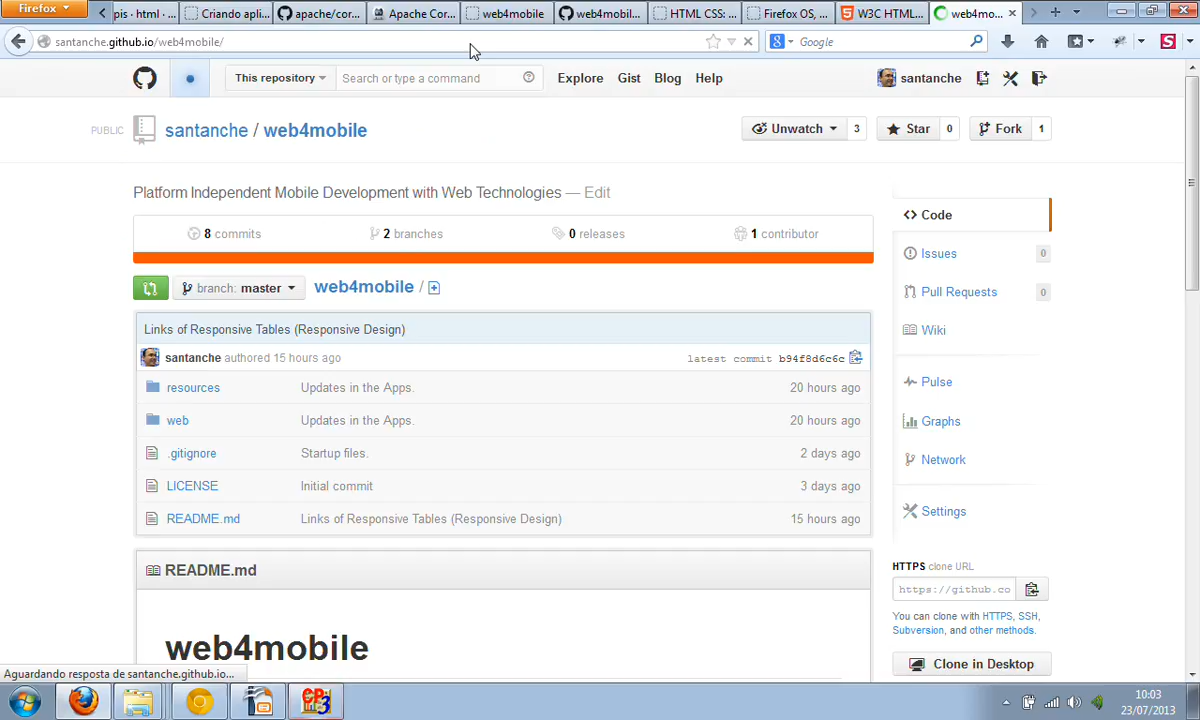 Firefox
pis - html - ...
Criando apli...
apache/cor...
Apache Cor...
web4mobile
web4mobil...
HTML CSS: ...
Firefox OS, ...
W3C HTML...
web4mo...
santanche.github.io/web4mobile/
Google
This repository
Search or type a command
Explore Gist Blog Help
santanche
PUBLIC
santanche / web4mobile
Unwatch 3
Star 0
Fork 1
Platform Independent Mobile Development with Web Technologies — Edit
8 commits
2 branches
0 releases
1 contributor
branch: master
web4mobile /
Links of Responsive Tables (Responsive Design)
santanche authored 15 hours ago
latest commit b94f8d6c6c
resources Updates in the Apps. 20 hours ago
web Updates in the Apps. 20 hours ago
.gitignore Startup files. 2 days ago
LICENSE Initial commit 3 days ago
README.md Links of Responsive Tables (Responsive Design) 15 hours ago
README.md
web4mobile
Code
Issues 0
Pull Requests 0
Wiki
Pulse
Graphs
Network
Settings
HTTPS clone URL
https://github.co
You can clone with HTTPS, SSH,
Subversion, and other methods.
Clone in Desktop
Aguardando resposta de santanche.github.io...
10:03
23/07/2013